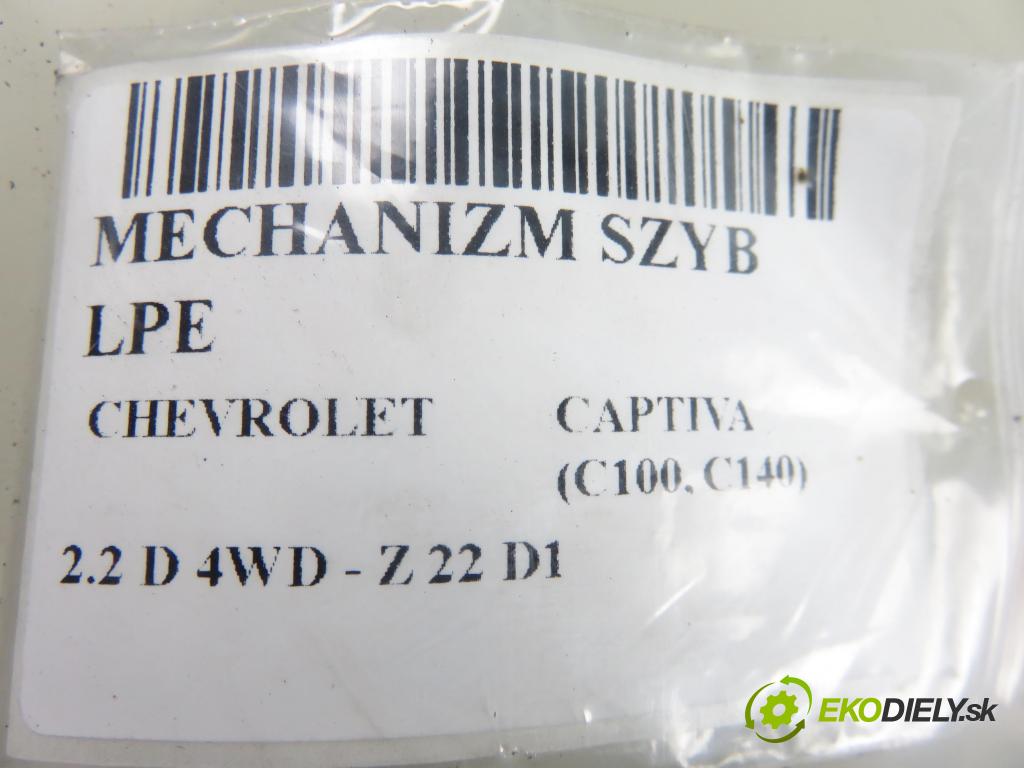 MECHANIZM SZYB
LPE
CHEVROLET CAPTIVA
(C100, C140)
2.2 D 4WD - Z 22 D1
EKODIELY.sk